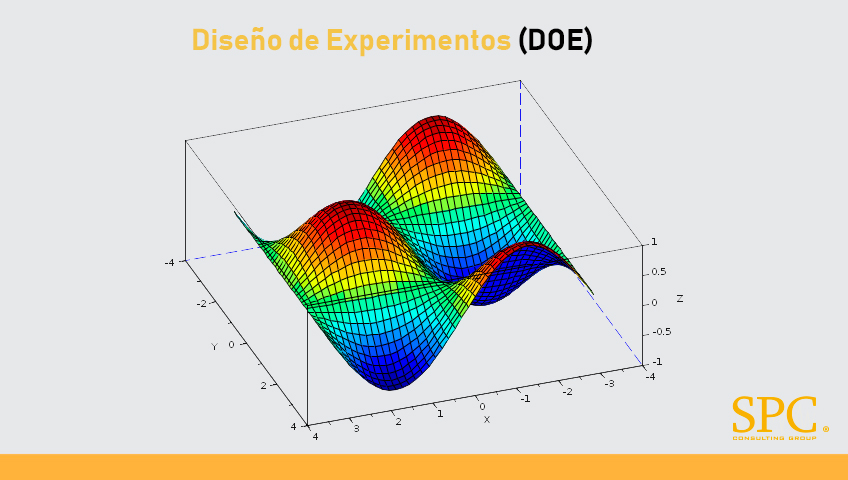 Diseño de Experimentos (DOE)
1
0.5
0
-0.5
-1
Z
-4
-2
Y 0
2
4
4 3 2 1 0 -1 -2 -3 -4
X
SPC®
CONSULTING GROUP